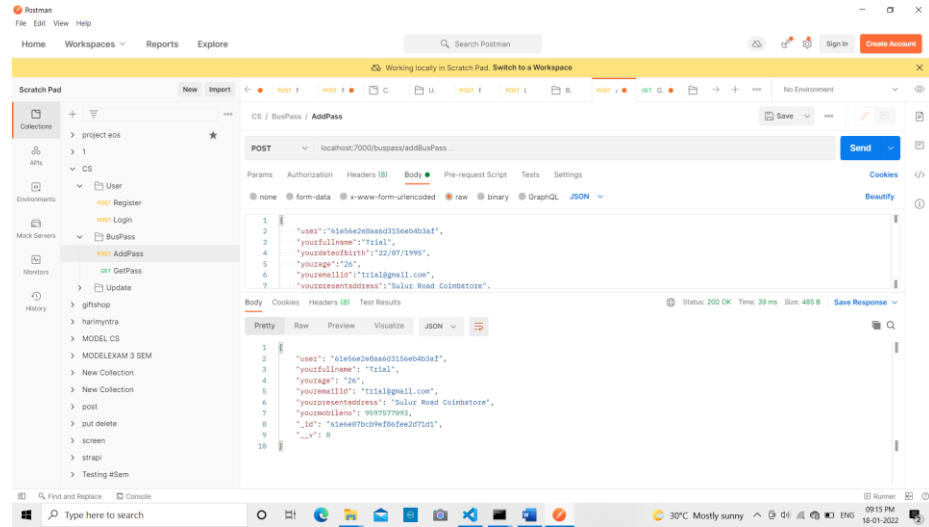 Postman
File Edit View Help
Home Workspaces Reports Explore
Search Postman
Sign In Create Account
Working locally in Scratch Pad. Switch to a Workspace
Scratch Pad New Import
POST POST C. U. POST POST B. POST GET No Environment
Collections
project eos
CS / BusPass / AddPass
Save
1
APIs
CS
POST localhost:7000/buspass/addBusPass...
Send
User
Params Authorization Headers (8) Body Pre-request Script Tests Settings Cookies
Environments
POST Register
none form-data x-www-form-urlencoded raw binary GraphQL JSON Beautify
POST Login
Mock Servers
BusPass
POST AddPass
Monitors
GET GetPass
Update
History
giftshop
harimyntra
MODEL CS
MODELEXAM 3 SEM
New Collection
New Collection
post
put delete
screen
strapi
Testing #Sem
1 {
2 "user":"61e56e2e0aa6d3156eb4b3af",
3 "yourfullname":"Trial",
4 "yourdateofbirth":"22/07/1995",
5 "yourage":"26",
6 "youremailid":"trial@gmail.com",
7 "yourpresentaddress":"Sulur Road Coimbatore",
Body Cookies Headers (8) Test Results Status: 200 OK Time: 39 ms Size: 485 B Save Response
Pretty Raw Preview Visualize JSON
1 {
2 "user": "61e56e2e0aa6d3156eb4b3af",
3 "yourfullname": "Trial",
4 "yourage": "26",
5 "youremailid": "trial@gmail.com",
6 "yourpresentaddress": "Sulur Road Coimbatore",
7 "yourmobileno": 9597577093,
8 "_id": "61e6e07bcb9ef86fee2d71d1",
9 "__v": 0
10 }
Find and Replace Console Runner
Type here to search
30°C Mostly sunny ENG 09:15 PM
18-01-2022